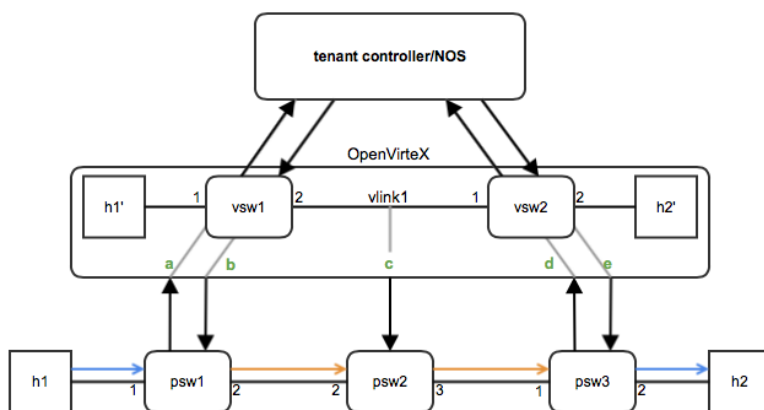 tenant controller/NOS
OpenVirteX
h1' 1 vsw1 2 vlink1 1 vsw2 2 h2'
a b c d e
h1 1 psw1 2 2 psw2 3 1 psw3 2 h2